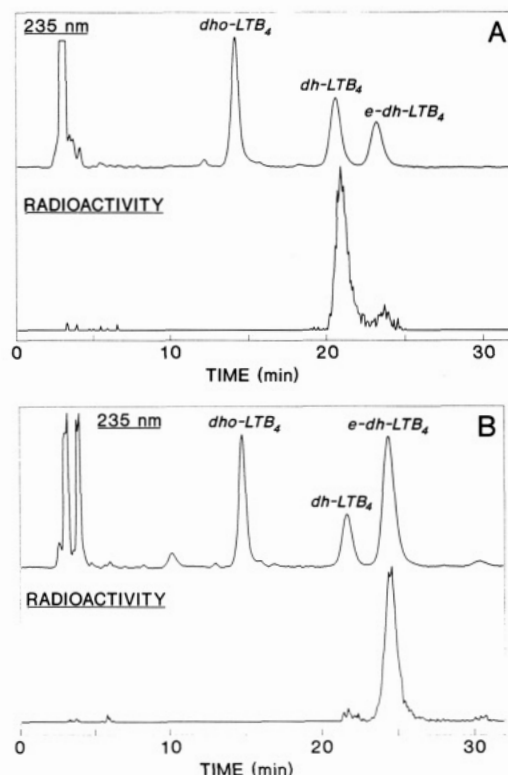 235 nm
dho-LTB4
A
dh-LTB4
e-dh-LTB4
RADIOACTIVITY
0 10 20 30
TIME (min)
235 nm
dho-LTB4
e-dh-LTB4
B
dh-LTB4
RADIOACTIVITY
0 10 20 30
TIME (min)